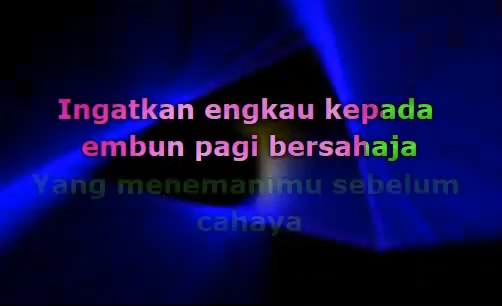 Ingatkan engkau kepada
embun pagi bersahaja
Yang menemanimu sebelum
cahaya